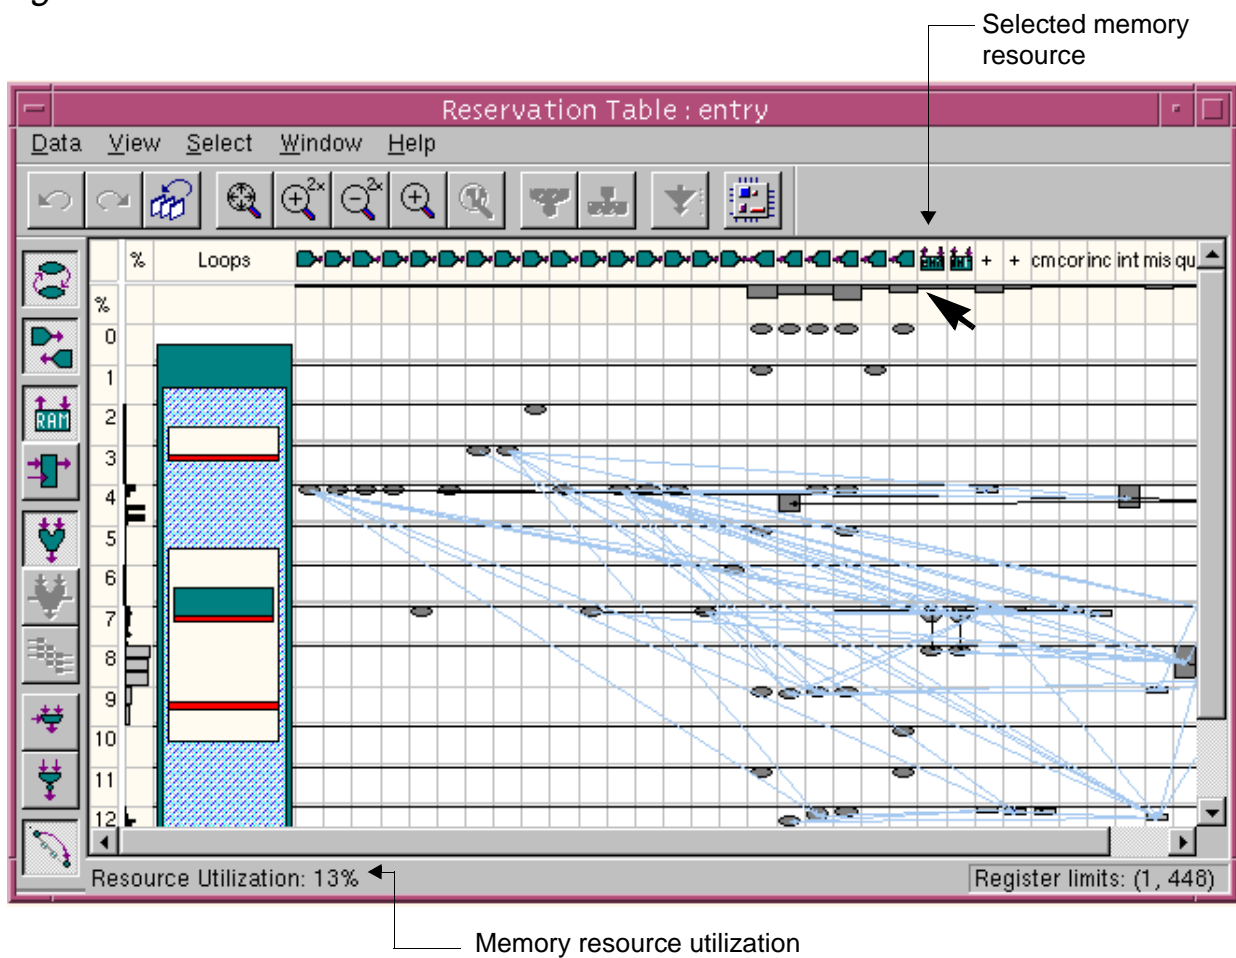 Selected memory
resource
Reservation Table : entry
Data View Select Window Help
2x 2x
% Loops + + cm cor inc int mis qu
%
0
1
2
RAM
3
4
5
6
7
8
9
10
11
12
Resource Utilization: 13% Register limits: (1, 448)
Memory resource utilization